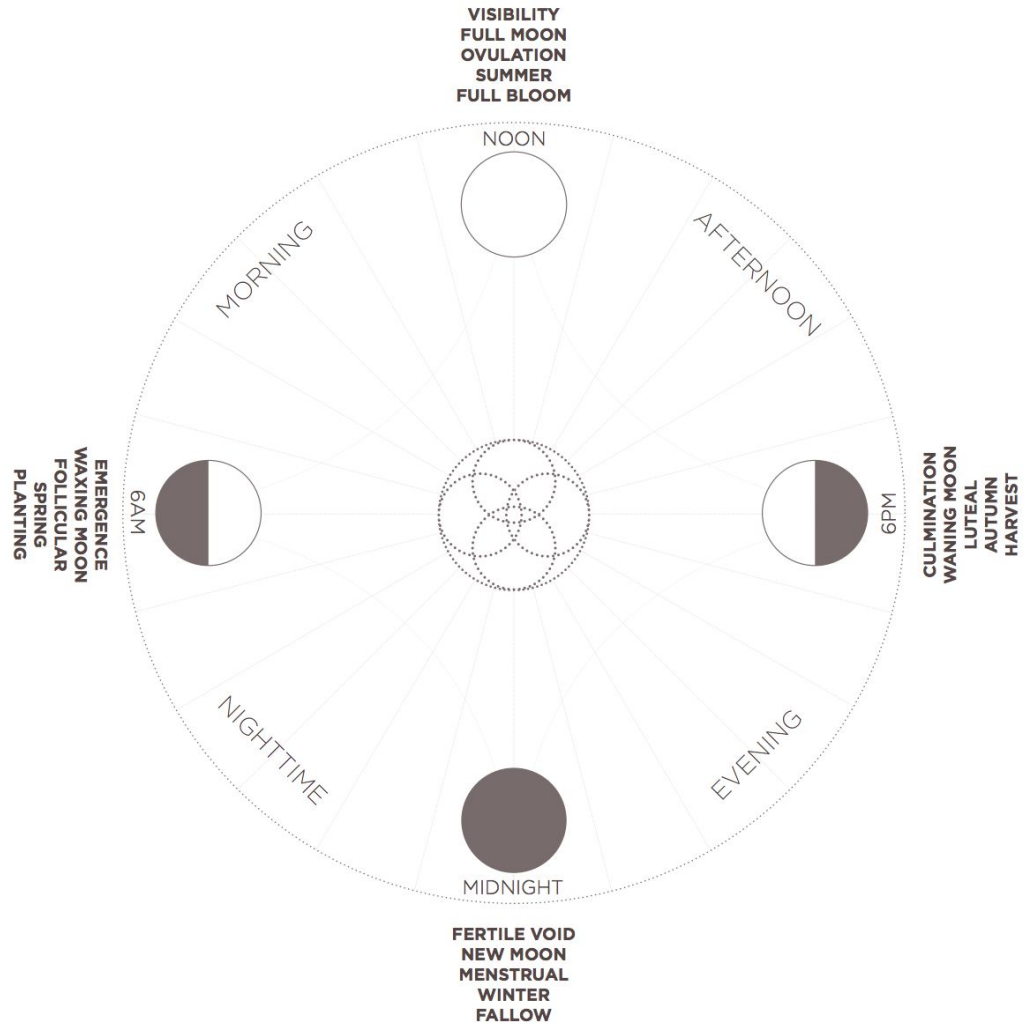 VISIBILITY
FULL MOON
OVULATION
SUMMER
FULL BLOOM
NOON
MORNING
AFTERNOON
EMERGENCE
WAXING MOON
FOLLICULAR
SPRING
PLANTING
6AM
6PM
CULMINATION
WANING MOON
LUTEAL
AUTUMN
HARVEST
NIGHTTIME
EVENING
MIDNIGHT
FERTILE VOID
NEW MOON
MENSTRUAL
WINTER
FALLOW